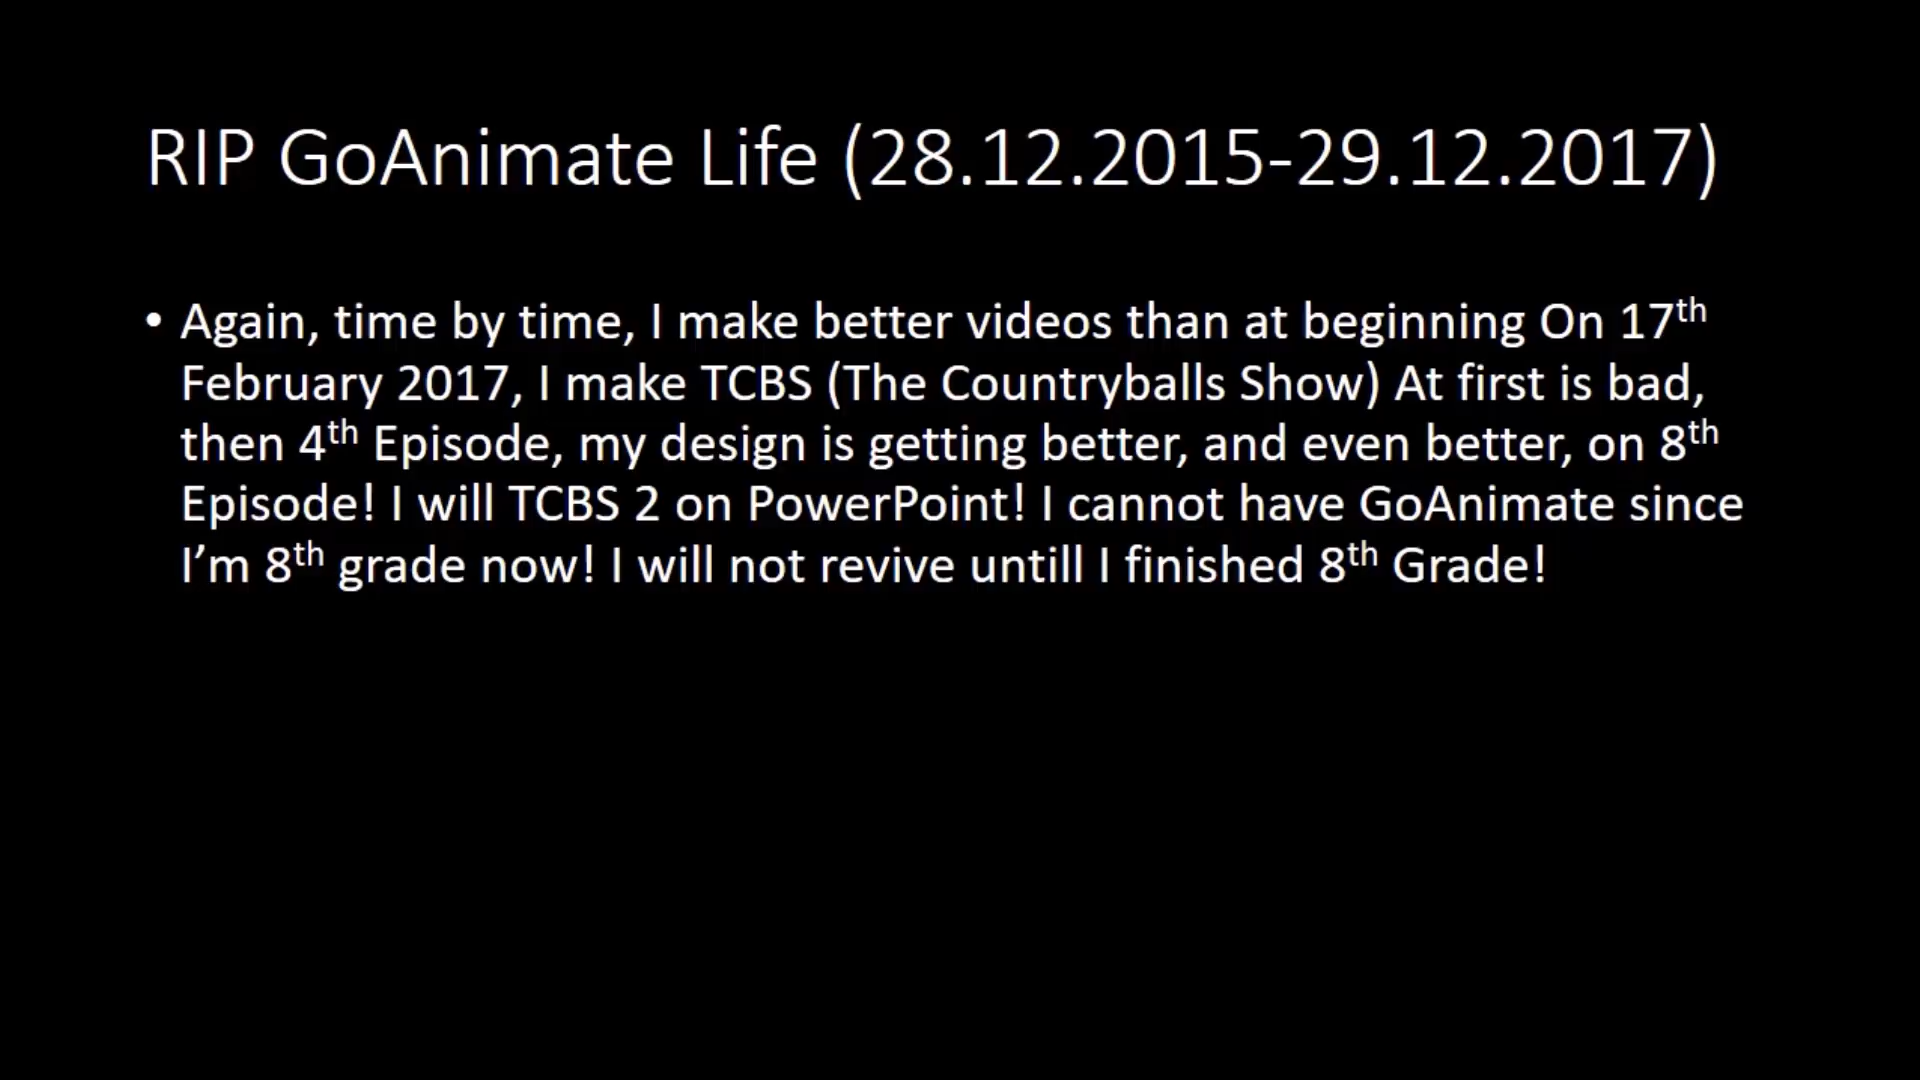 RIP GoAnimate Life (28.12.2015-29.12.2017)
• Again, time by time, I make better videos than at beginning On 17th
February 2017, I make TCBS (The Countryballs Show) At first is bad,
then 4th Episode, my design is getting better, and even better, on 8th
Episode! I will TCBS 2 on PowerPoint! I cannot have GoAnimate since
I’m 8th grade now! I will not revive untill I finished 8th Grade!